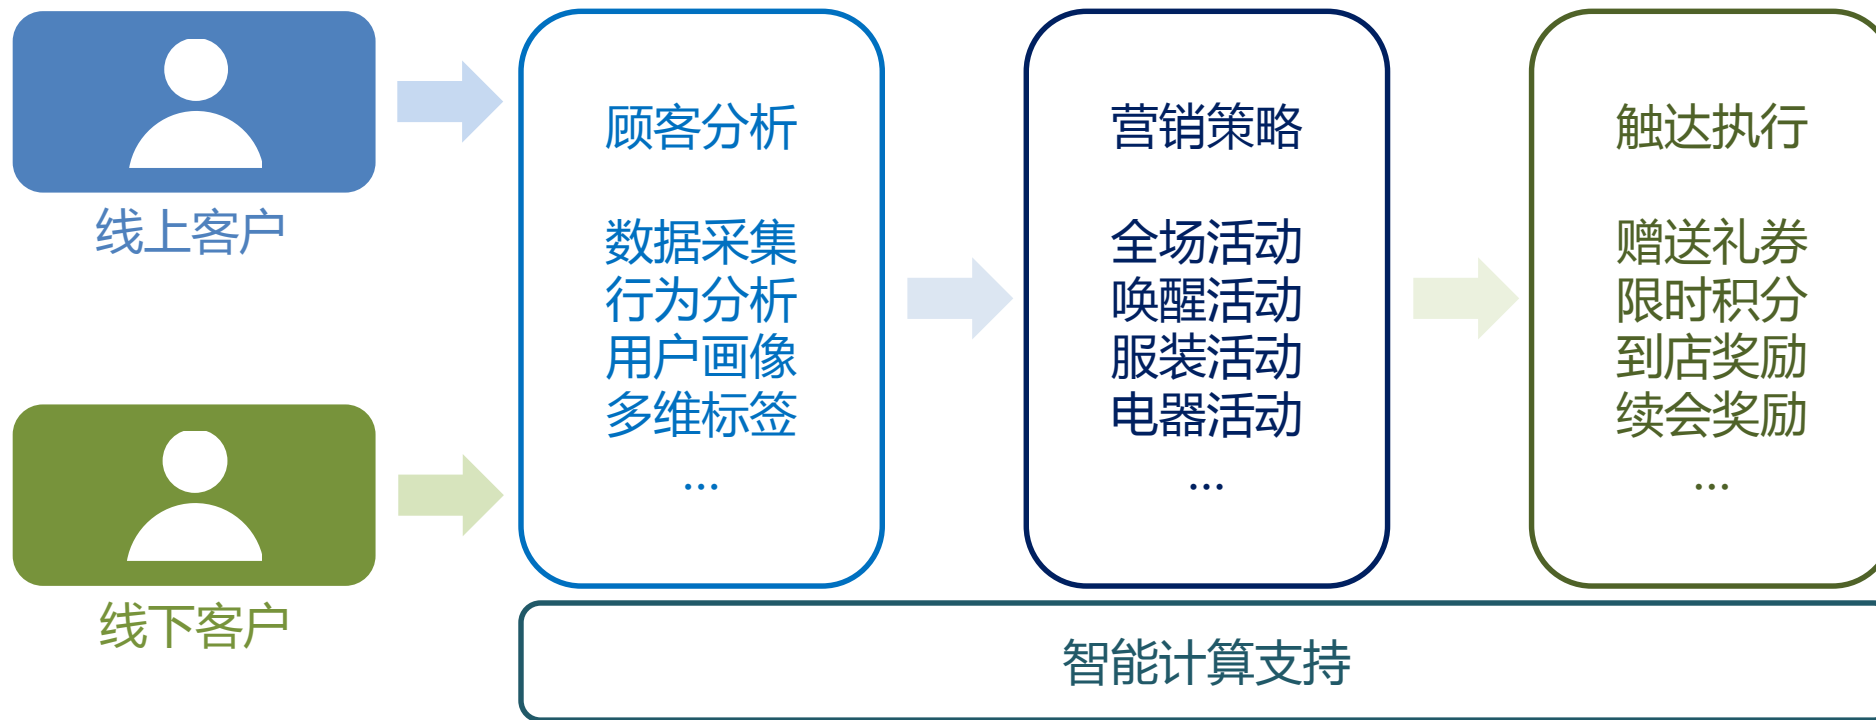 线上客户
线下客户
顾客分析
数据采集
行为分析
用户画像
多维标签
...
营销策略
全场活动
唤醒活动
服装活动
电器活动
...
触达执行
赠送礼券
限时积分
到店奖励
续会奖励
...
智能计算支持